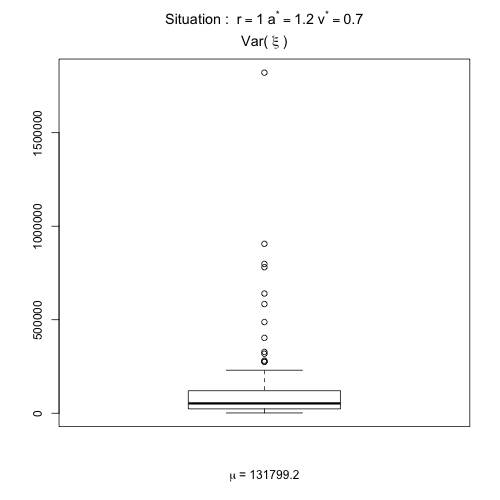 Situation : r = 1 a* = 1.2 v* = 0.7
Var( ξ )
1500000
1000000
500000
0
μ = 131799.2